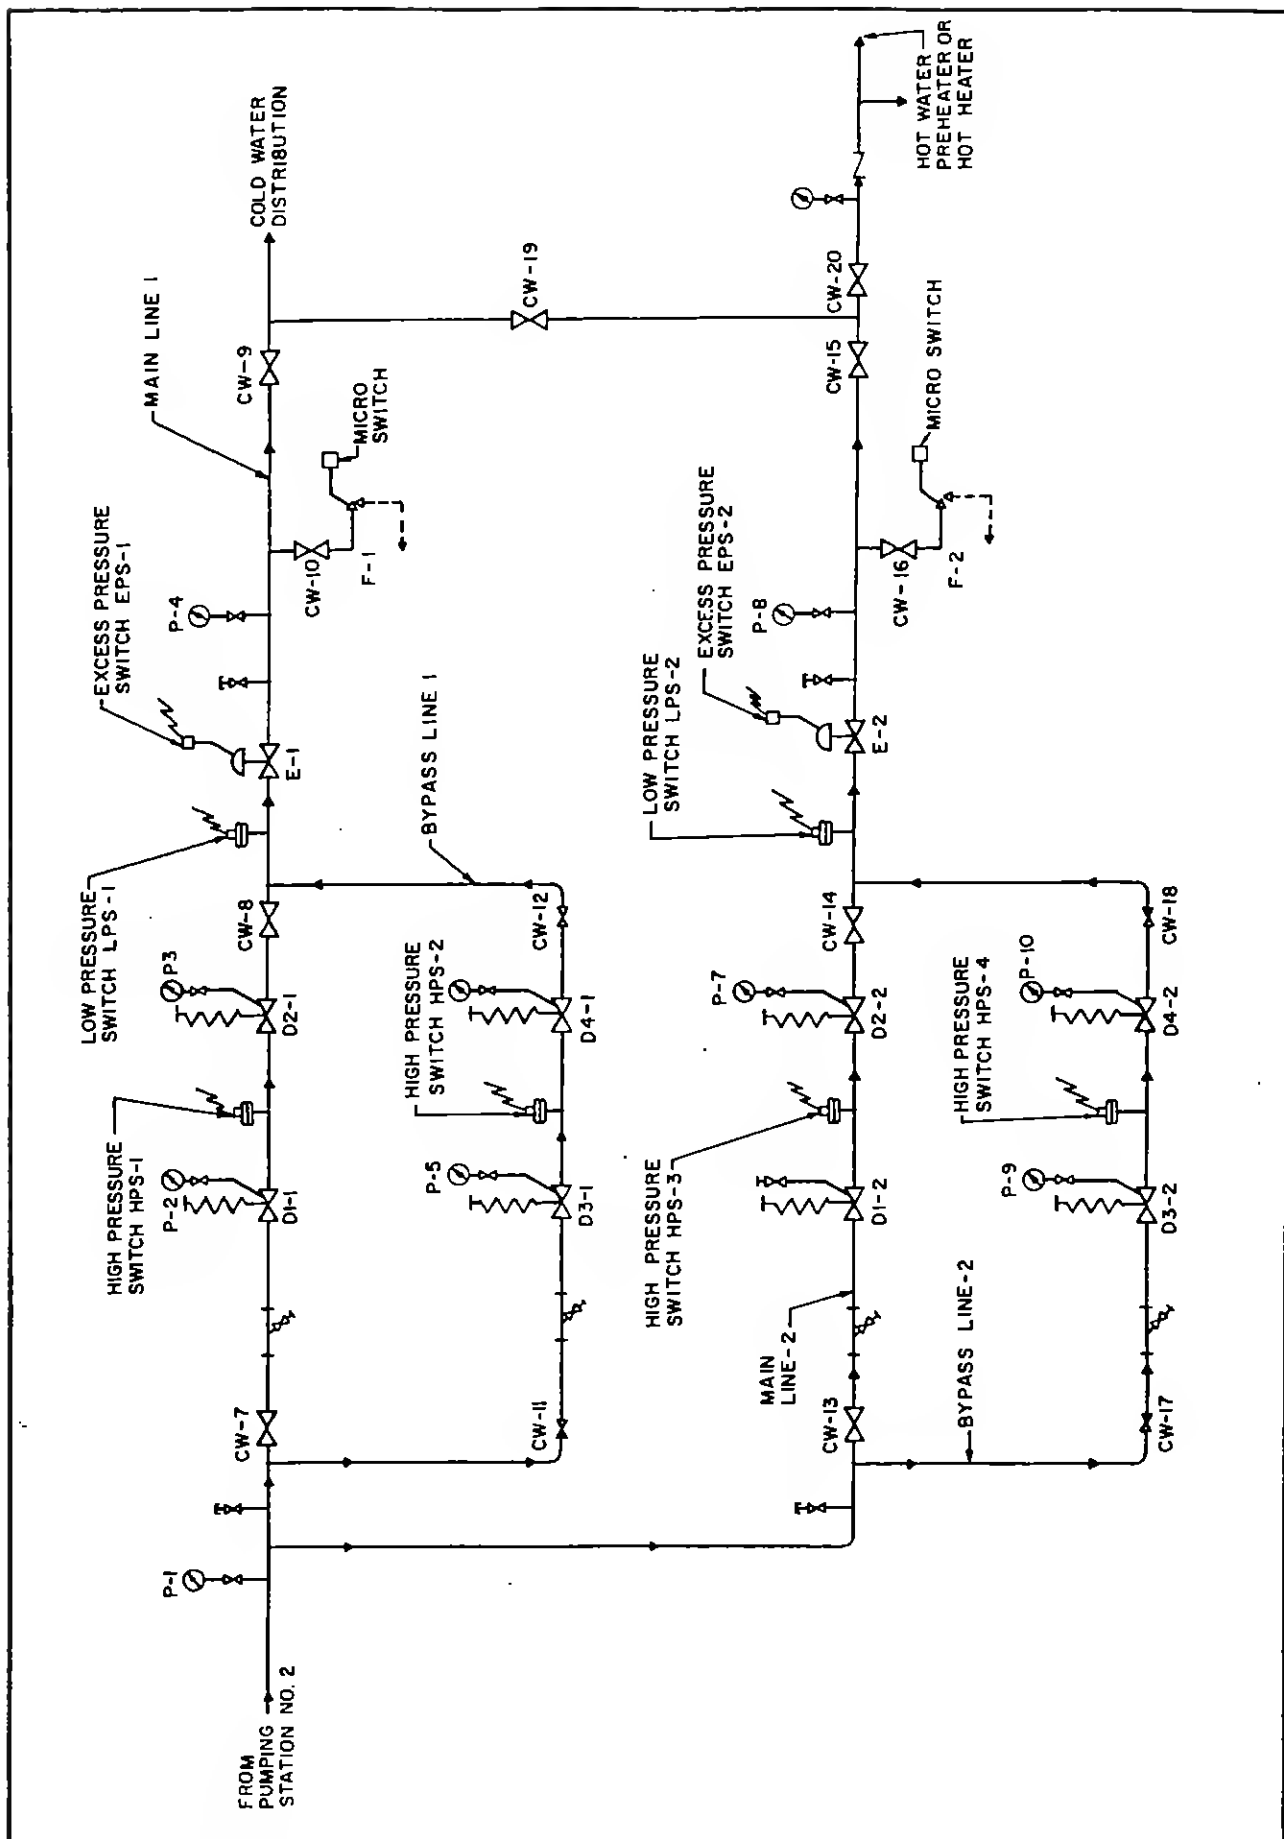 FROM
PUMPING
STATION NO. 2
P-1
CW-7
HIGH PRESSURE
SWITCH HPS-1
P-2
D1-1
LOW PRESSURE
SWITCH LPS-1
P3
D2-1
CW-8
EXCESS PRESSURE
SWITCH EPS-1
E-1
P-4
CW-10
F-1
MICRO
SWITCH
MAIN LINE 1
CW-9
COLD WATER
DISTRIBUTION
CW-11
P-5
D3-1
HIGH PRESSURE
SWITCH HPS-2
D4-1
CW-12
BYPASS LINE 1
CW-19
MAIN
LINE-2
CW-13
HIGH PRESSURE
SWITCH HPS-3
D1-2
P-7
D2-2
CW-14
LOW PRESSURE
SWITCH LPS-2
EXCESS PRESSURE
SWITCH EPS-2
E-2
P-8
CW-16
F-2
MICRO SWITCH
CW-15
CW-20
HOT WATER
PREHEATER OR
HOT HEATER
BYPASS LINE-2
CW-17
P-9
D3-2
HIGH PRESSURE
SWITCH HPS-4
P-10
D4-2
CW-18